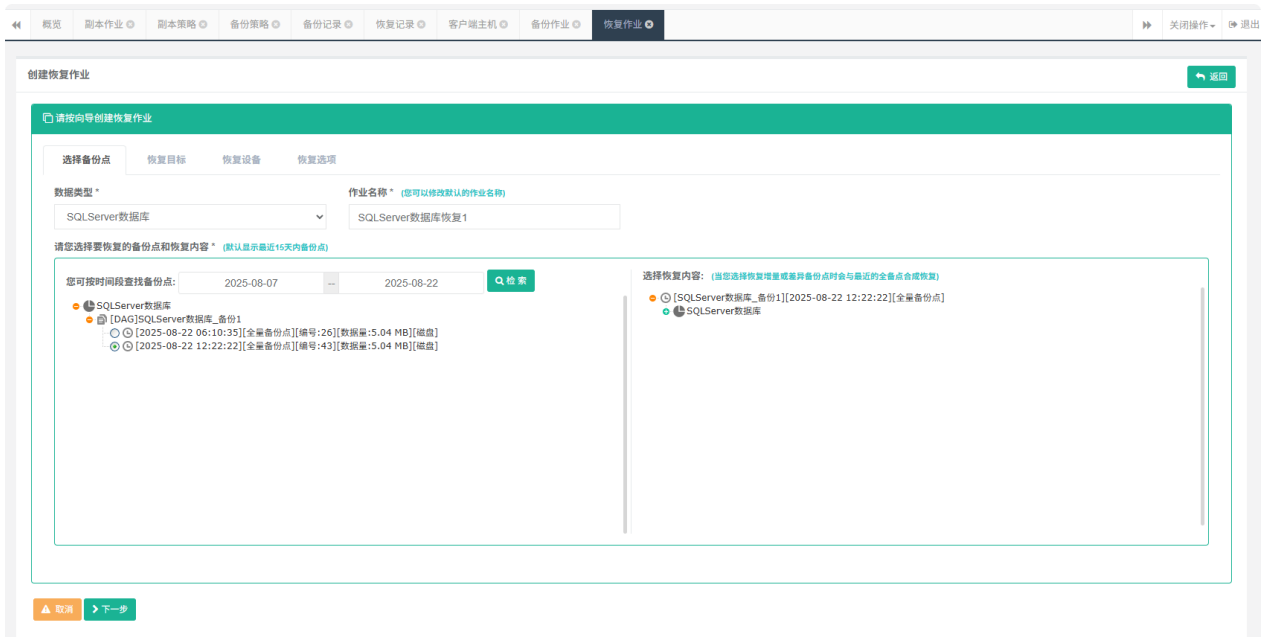 概览 副本作业 副本策略 备份策略 备份记录 恢复记录 客户端主机 备份作业 恢复作业 关闭操作 退出
创建恢复作业
返回
请按向导创建恢复作业
选择备份点 恢复目标 恢复设备 恢复选项
数据类型 * 作业名称 * (您可以修改默认的作业名称)
SQLServer数据库 SQLServer数据库恢复1
请您选择要恢复的备份点和恢复内容 * (默认显示最近15天内备份点)
您可按时间段查找备份点: 2025-08-07 -- 2025-08-22 检 索
SQLServer数据库
[DAG]SQLServer数据库_备份1
[2025-08-22 06:10:35][全量备份点][编号:26][数据量:5.04 MB][磁盘]
[2025-08-22 12:22:22][全量备份点][编号:43][数据量:5.04 MB][磁盘]
选择恢复内容: (当您选择恢复增量或差异备份点时会与最近的全备点合成恢复)
[SQLServer数据库_备份1][2025-08-22 12:22:22][全量备份点]
SQLServer数据库
取消 下一步